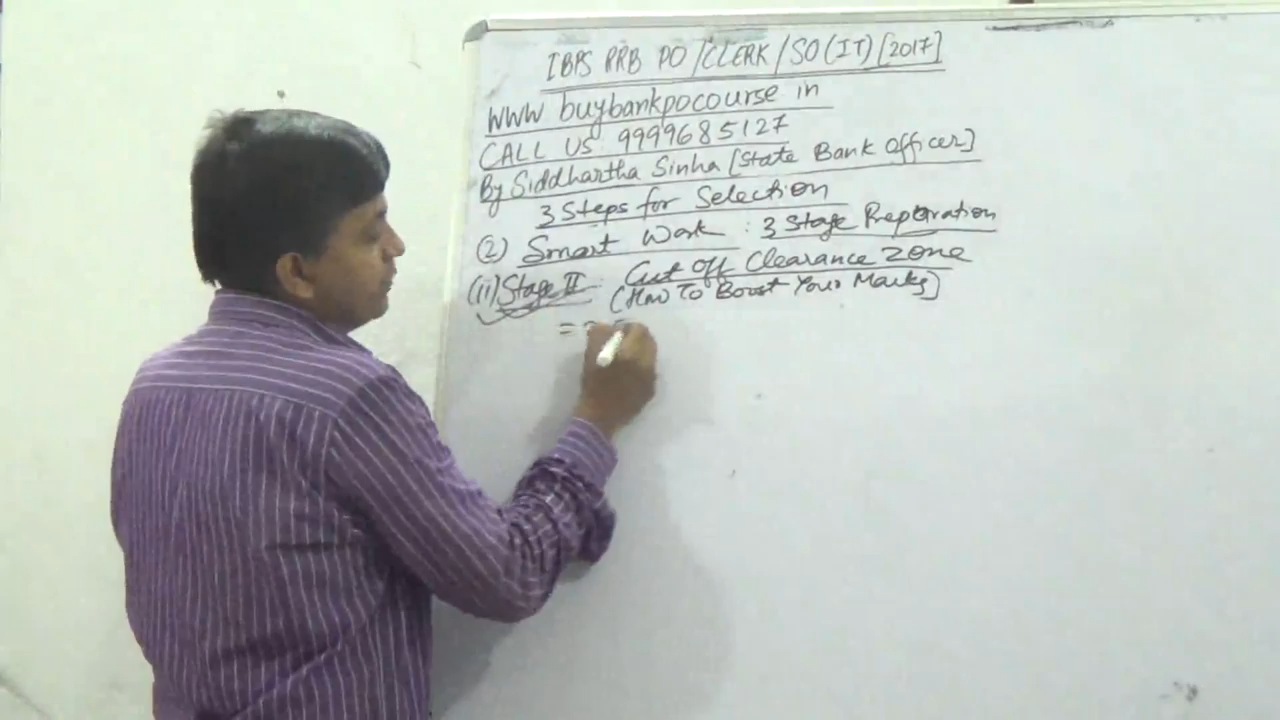 IBPS RRB PO/CLERK/SO(IT)[2017]
WWW buybankpocourse in
CALL US: 9999685127
By Siddhartha Sinha [State Bank Officer]
3 Steps for Selection
(2) Smart Work : 3 Stage Preparation
(ii) Stage II : Cut Off Clearance Zone
(How To Boost Your Marks]
=